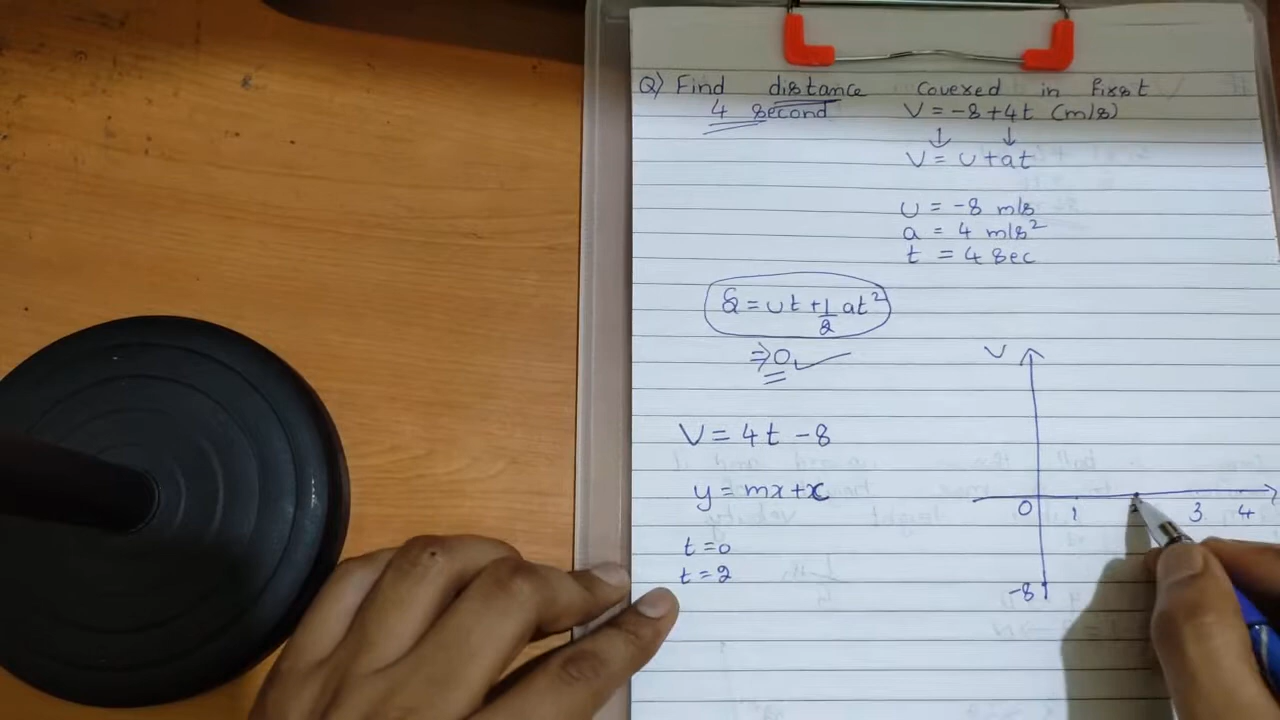 Q) Find distance covered in first
4 second V = -8+4t (m/s)
↓ ↓
V = u+at
u = -8 m/s
a = 4 m/s²
t = 4 sec
S = ut+1/2 at²
⇒ 0 ✓
V
V = 4t - 8
y = mx+c
0 1 3 4
t = 0
t = 2
-8